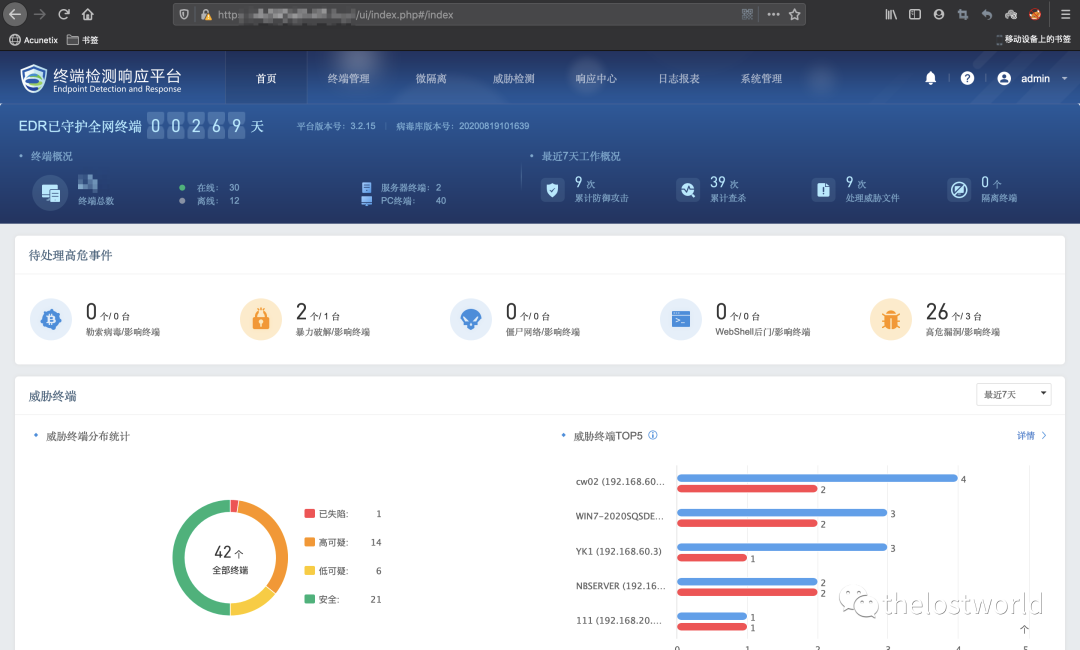 http
/ui/index.php#/index
Acunetix 书签
移动设备上的书签
终端检测响应平台
Endpoint Detection and Response
首页 终端管理 微隔离 威胁检测 响应中心 日志报表 系统管理
admin
EDR已守护全网终端 0 0 2 6 9 天
平台版本号：3.2.15 病毒库版本号：20200819101639
终端概况
最近7天工作概况
终端总数
在线： 30
离线： 12
服务器终端： 2
PC终端： 40
9 次
累计防御攻击
39 次
累计查杀
9 次
处理威胁文件
0 个
隔离终端
待处理高危事件
0 个/ 0 台
勒索病毒/影响终端
2 个/ 1 台
暴力破解/影响终端
0 个/ 0 台
僵尸网络/影响终端
0 个/ 0 台
WebShell后门/影响终端
26 个/ 3 台
高危漏洞/影响终端
威胁终端
最近7天
威胁终端分布统计
42 个
全部终端
已失陷: 1
高可疑: 14
低可疑: 6
安全: 21
威胁终端TOP5
详情
cw02 (192.168.60... 4 2
WIN7-2020SQSDE... 3 2
YK1 (192.168.60.3) 3 1
NBSERVER (192.16... 2 2
111 (192.168.20.... 1 1
个
0 1 2 3 4 5
thelostworld